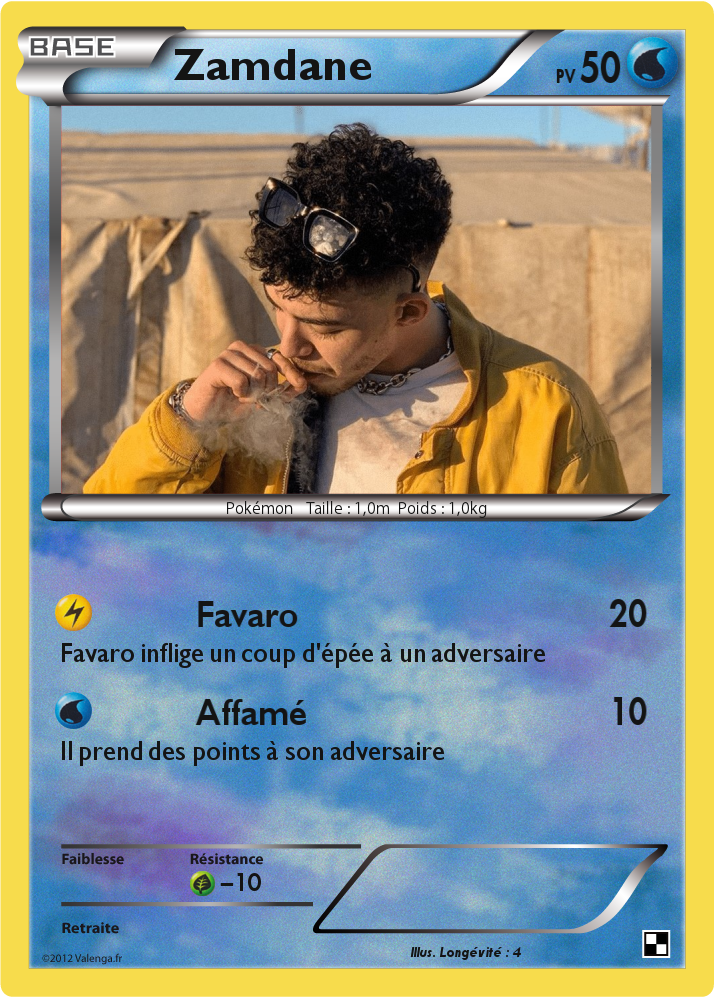 BASE
Zamdane
PV 50
Pokémon Taille : 1,0m Poids : 1,0kg
Favaro 20
Favaro inflige un coup d'épée à un adversaire
Affamé 10
Il prend des points à son adversaire
Faiblesse Résistance
–10
Retraite
Illus. Longévité : 4
©2012 Valenga.fr